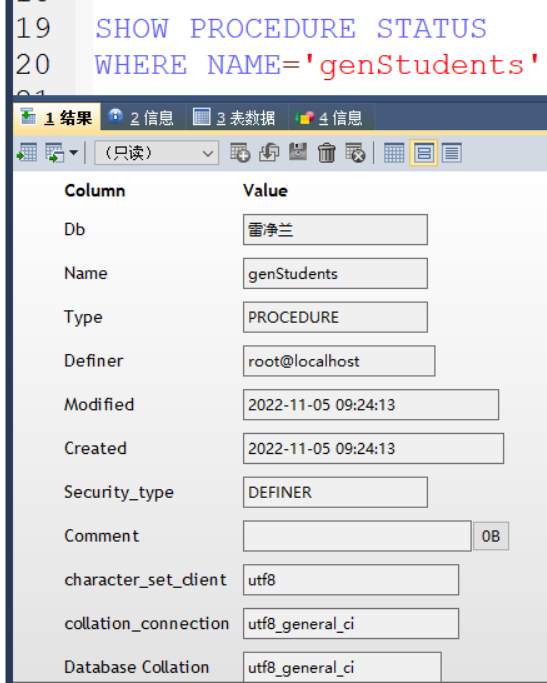 19 SHOW PROCEDURE STATUS
20 WHERE NAME='genStudents'
1 结果 2 信息 3 表数据 4 信息
(只读)
Column Value
Db 雷净兰
Name genStudents
Type PROCEDURE
Definer root@localhost
Modified 2022-11-05 09:24:13
Created 2022-11-05 09:24:13
Security_type DEFINER
Comment 0B
character_set_client utf8
collation_connection utf8_general_ci
Database Collation utf8_general_ci